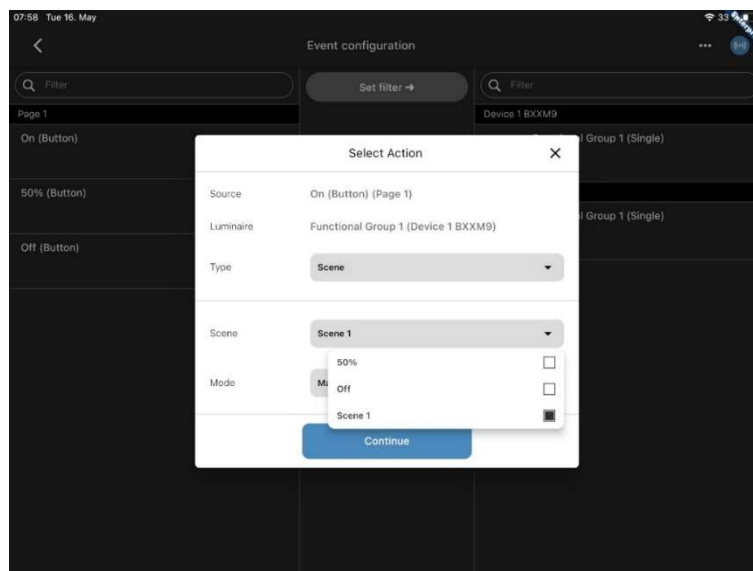 07:58 Tue 16. May
33
Event configuration
Filter
Set filter →
Filter
Page 1
Device 1 BXXM9
On (Button)
l Group 1 (Single)
50% (Button)
l Group 1 (Single)
Off (Button)
Select Action
Source
On (Button) (Page 1)
Luminaire
Functional Group 1 (Device 1 BXXM9)
Type
Scene
Scene
Scene 1
50%
Mode
Off
Scene 1
Continue